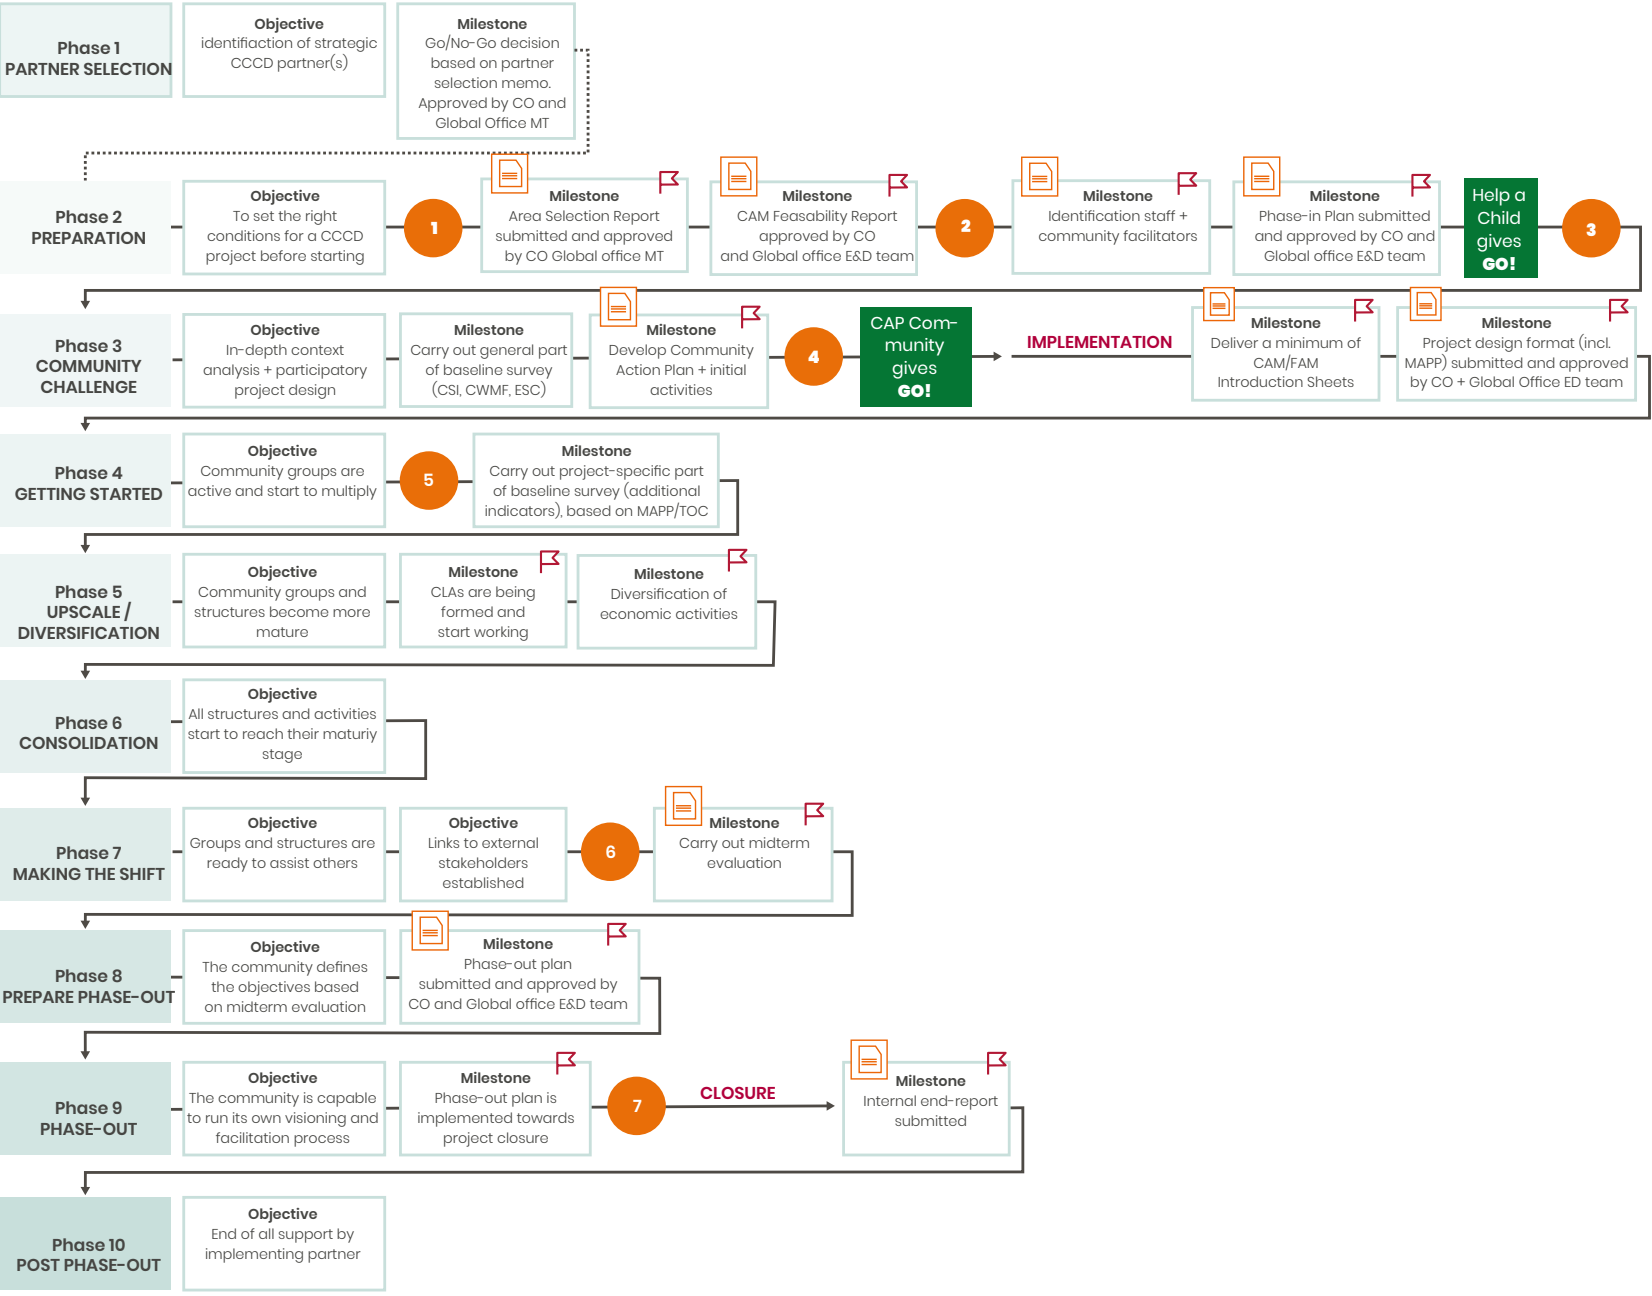 Phase 1
PARTNER SELECTION
Objective
identifiaction of strategic
CCCD partner(s)
Milestone
Go/No-Go decision
based on partner
selection memo.
Approved by CO and
Global Office MT
Phase 2
PREPARATION
Objective
To set the right
conditions for a CCCD
project before starting
1
Milestone
Area Selection Report
submitted and approved
by CO Global office MT
Milestone
CAM Feasability Report
approved by CO
and Global office E&D team
2
Milestone
Identification staff +
community facilitators
Milestone
Phase-in Plan submitted
and approved by CO and
Global office E&D team
Help a
Child
gives
GO!
3
Phase 3
COMMUNITY
CHALLENGE
Objective
In-depth context
analysis + participatory
project design
Milestone
Carry out general part
of baseline survey
(CSI, CWMF, ESC)
Milestone
Develop Community
Action Plan + initial
activities
4
CAP Com-
munity
gives
GO!
IMPLEMENTATION
Milestone
Deliver a minimum of
CAM/FAM
Introduction Sheets
Milestone
Project design format (incl.
MAPP) submitted and approved
by CO + Global Office ED team
Phase 4
GETTING STARTED
Objective
Community groups are
active and start to multiply
5
Milestone
Carry out project-specific part
of baseline survey (additional
indicators), based on MAPP/TOC
Phase 5
UPSCALE /
DIVERSIFICATION
Objective
Community groups and
structures become more
mature
Milestone
CLAs are being
formed and
start working
Milestone
Diversification of
economic activities
Phase 6
CONSOLIDATION
Objective
All structures and activities
start to reach their maturiy
stage
Phase 7
MAKING THE SHIFT
Objective
Groups and structures are
ready to assist others
Objective
Links to external
stakeholders
established
6
Milestone
Carry out midterm
evaluation
Phase 8
PREPARE PHASE-OUT
Objective
The community defines
the objectives based
on midterm evaluation
Milestone
Phase-out plan
submitted and approved by
CO and Global office E&D team
Phase 9
PHASE-OUT
Objective
The community is capable
to run its own visioning and
facilitation process
Milestone
Phase-out plan is
implemented towards
project closure
7
CLOSURE
Milestone
Internal end-report
submitted
Phase 10
POST PHASE-OUT
Objective
End of all support by
implementing partner